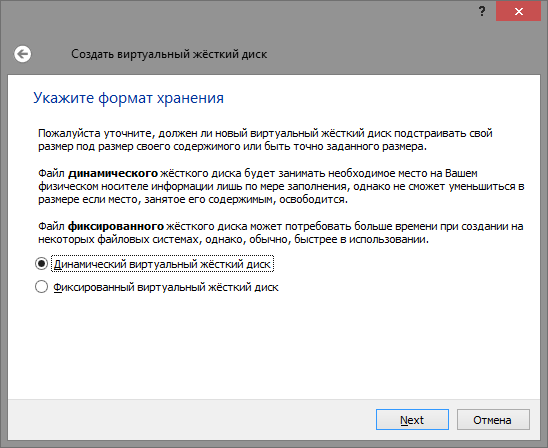 ?
Создать виртуальный жёсткий диск
Укажите формат хранения
Пожалуйста уточните, должен ли новый виртуальный жёсткий диск подстраивать свой
размер под размер своего содержимого или быть точно заданного размера.
Файл динамического жёсткого диска будет занимать необходимое место на Вашем
физическом носителе информации лишь по мере заполнения, однако не сможет уменьшиться в
размере если место, занятое его содержимым, освободится.
Файл фиксированного жёсткого диска может потребовать больше времени при создании на
некоторых файловых системах, однако, обычно, быстрее в использовании.
Динамический виртуальный жёсткий диск
Фиксированный виртуальный жёсткий диск
Next Отмена